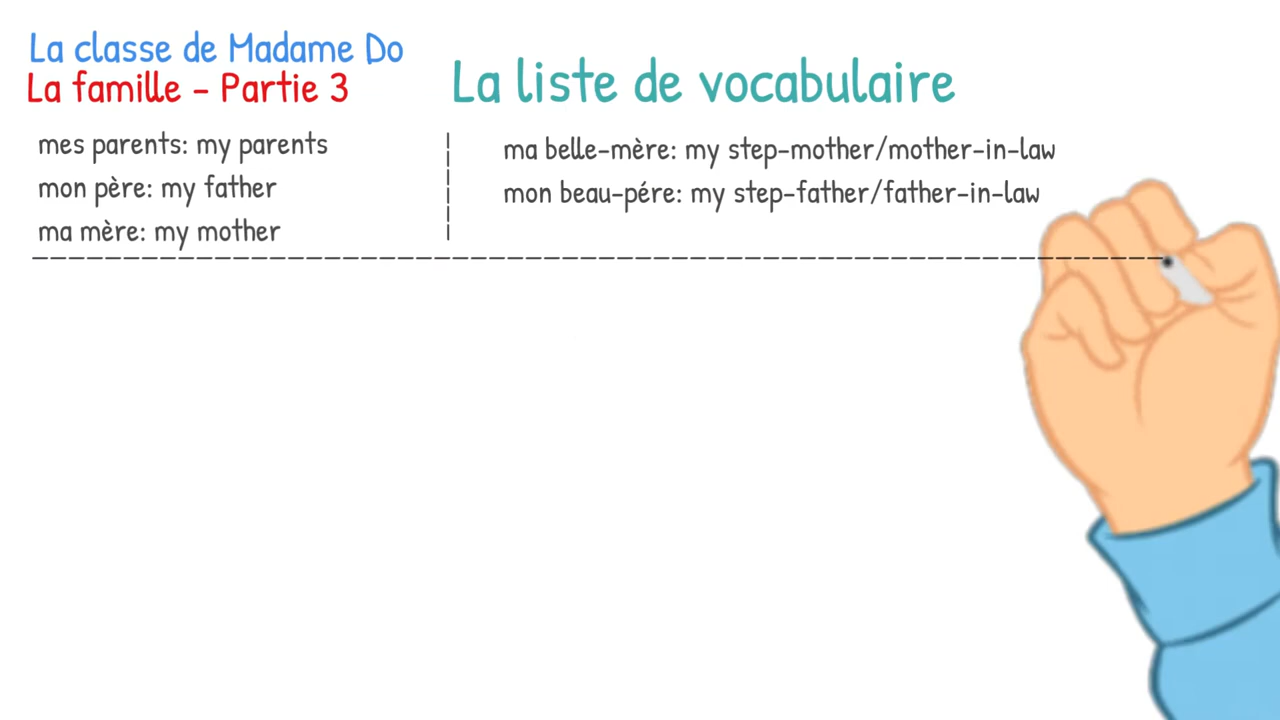 La classe de Madame Do
La famille - Partie 3
La liste de vocabulaire
mes parents: my parents
mon père: my father
ma mère: my mother
ma belle-mère: my step-mother/mother-in-law
mon beau-pére: my step-father/father-in-law